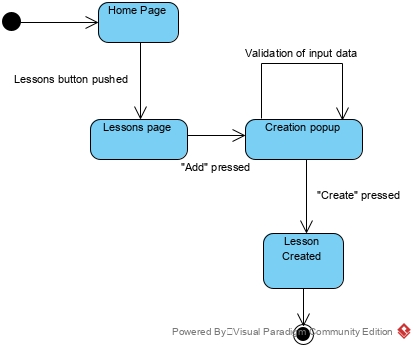 Home Page
Validation of input data
Lessons button pushed
Lessons page
Creation popup
"Add" pressed
"Create" pressed
Lesson
Created
Powered By Visual Paradigm Community Edition